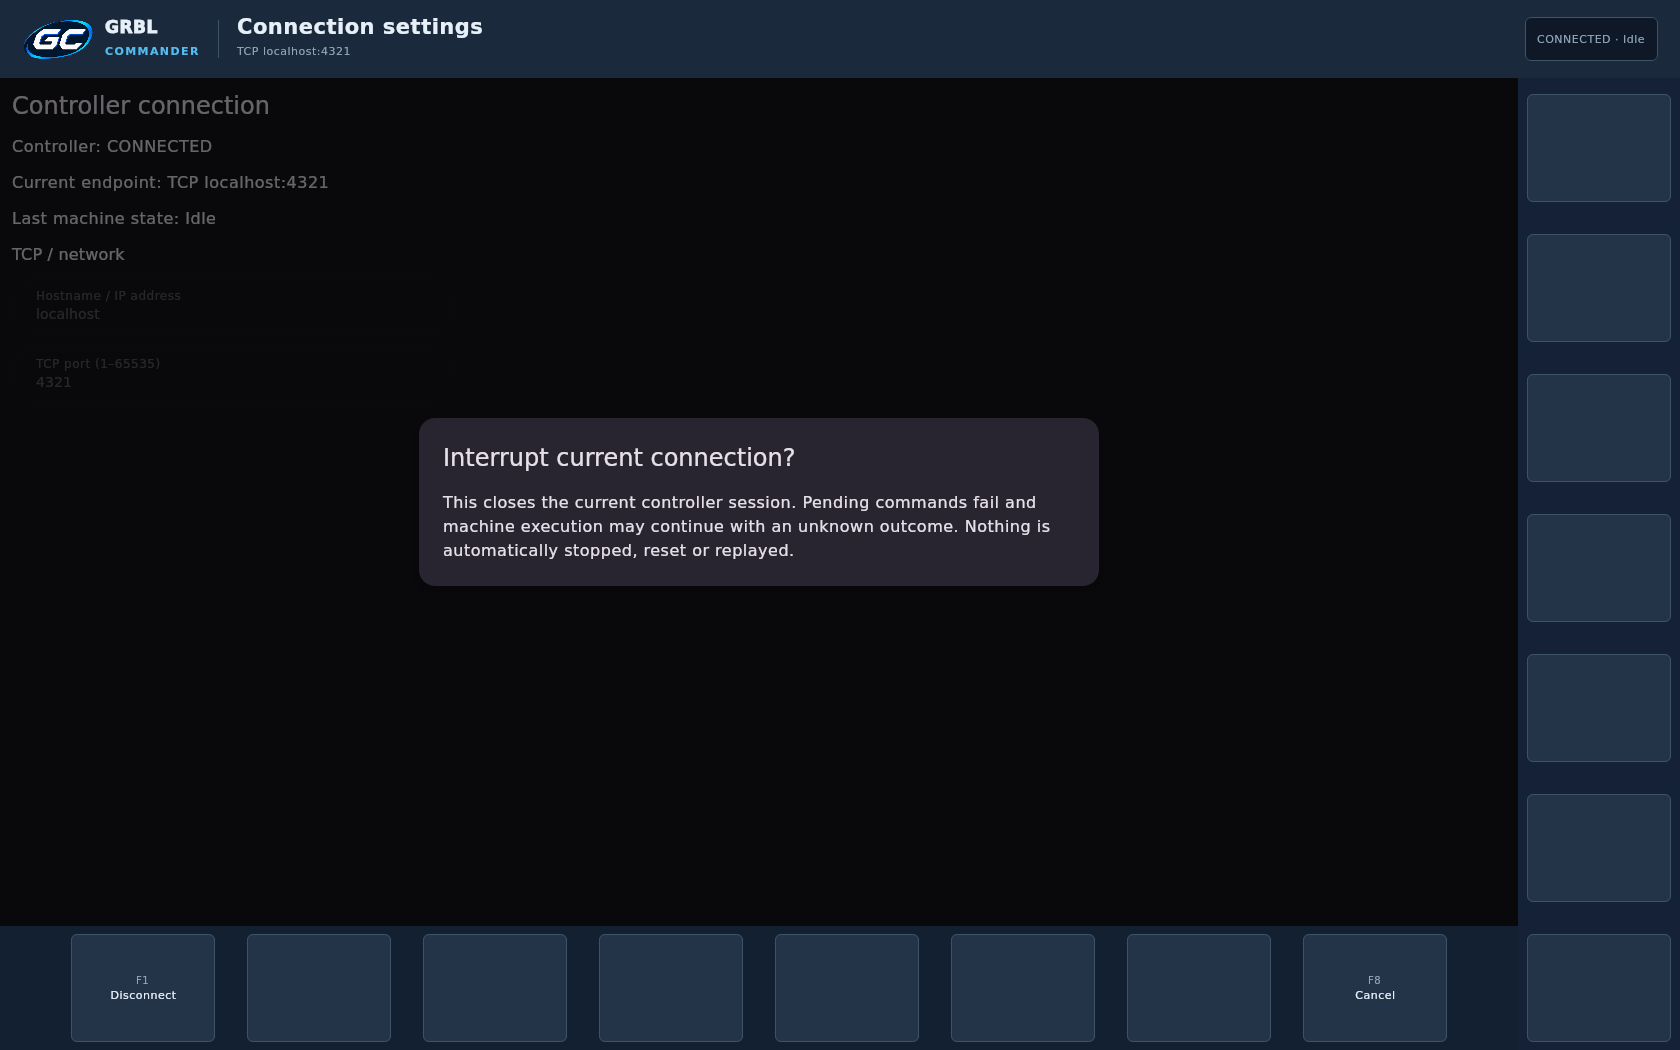 GC
GRBL
COMMANDER
Connection settings
TCP localhost:4321
CONNECTED · Idle
Controller connection
Controller: CONNECTED
Current endpoint: TCP localhost:4321
Last machine state: Idle
TCP / network
Hostname / IP address
localhost
TCP port (1–65535)
4321
Interrupt current connection?
This closes the current controller session. Pending commands fail and
machine execution may continue with an unknown outcome. Nothing is
automatically stopped, reset or replayed.
F1
Disconnect
F8
Cancel